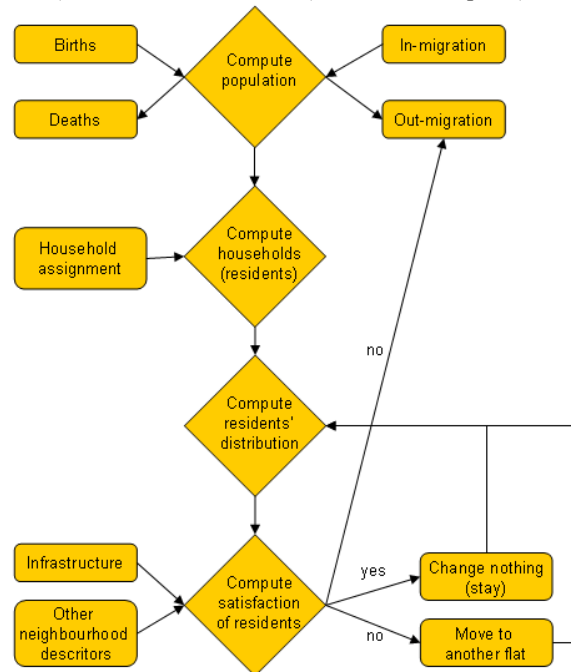 Births
Compute
population
In-migration
Deaths
Out-migration
Household
assignment
Compute
households
(residents)
no
Compute
residents'
distribution
Infrastructure
Other
neighbourhood
descritors
Compute
satisfaction
of residents
yes
Change nothing
(stay)
no
Move to
another flat